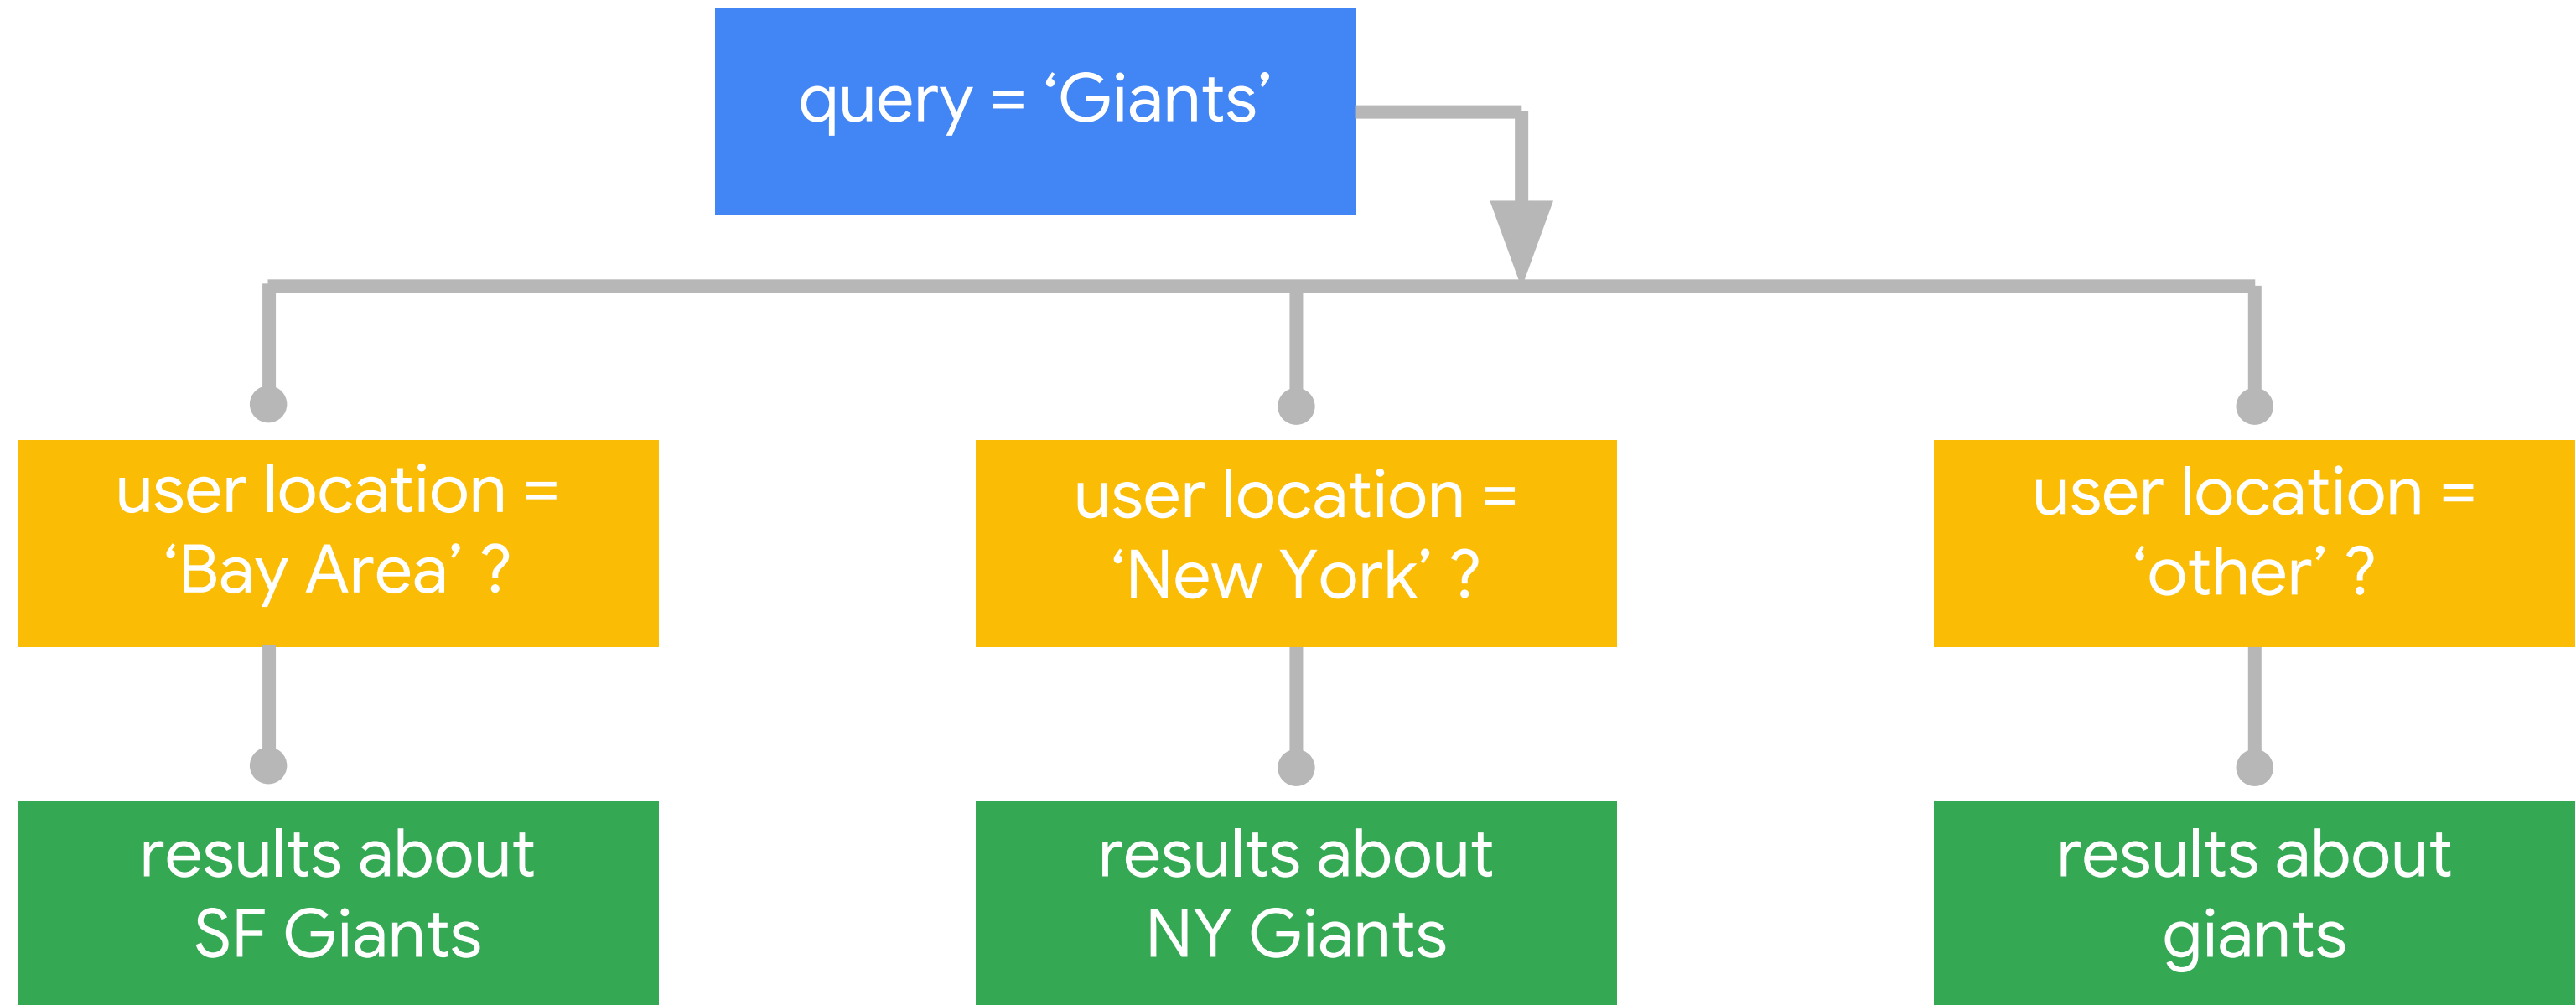 query = ‘Giants’
user location =
‘Bay Area’ ?
user location =
‘New York’ ?
user location =
‘other’ ?
results about
SF Giants
results about
NY Giants
results about
giants